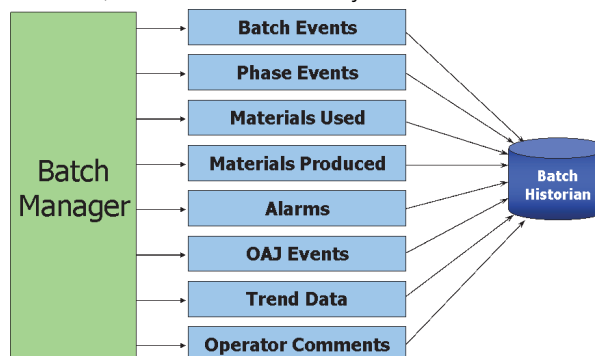 Batch Events
Phase Events
Materials Used
Materials Produced
Alarms
OAJ Events
Trend Data
Operator Comments
Batch
Manager
Batch
Historian